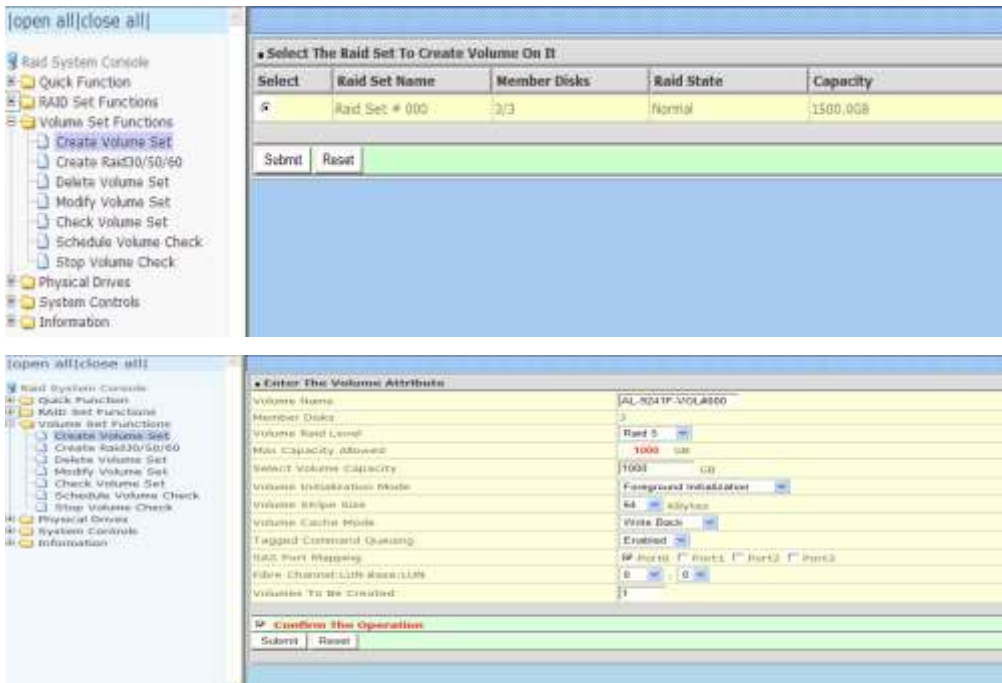 |open all|close all|
Raid System Console
Quick Function
RAID Set Functions
Volume Set Functions
Create Volume Set
Create Raid30/50/60
Delete Volume Set
Modify Volume Set
Check Volume Set
Schedule Volume Check
Stop Volume Check
Physical Drives
System Controls
Information
Select The Raid Set To Create Volume On It
Select Raid Set Name Member Disks Raid State Capacity
Raid Set # 000 3/3 Normal 1500.0GB
Submit Reset
|open all|close all|
Raid System Console
Quick Function
RAID Set Functions
Volume Set Functions
Create Volume Set
Create Raid30/50/60
Delete Volume Set
Modify Volume Set
Check Volume Set
Schedule Volume Check
Stop Volume Check
Physical Drives
System Controls
Information
Enter The Volume Attribute
Volume Name AL-9241F-VOL#000
Member Disks 3
Volume Raid Level Raid 5
Max Capacity Allowed 1000 GB
Select Volume Capacity 1000 GB
Volume Initialization Mode Foreground Initialization
Volume Stripe Size 64 KBytes
Volume Cache Mode Write Back
Tagged Command Queuing Enabled
Port Mapping Port0 Port1 Port2 Port3
Fibre Channel:LUN Base:LUN 0 : 0
Volumes To Be Created 1
Confirm The Operation
Submit Reset